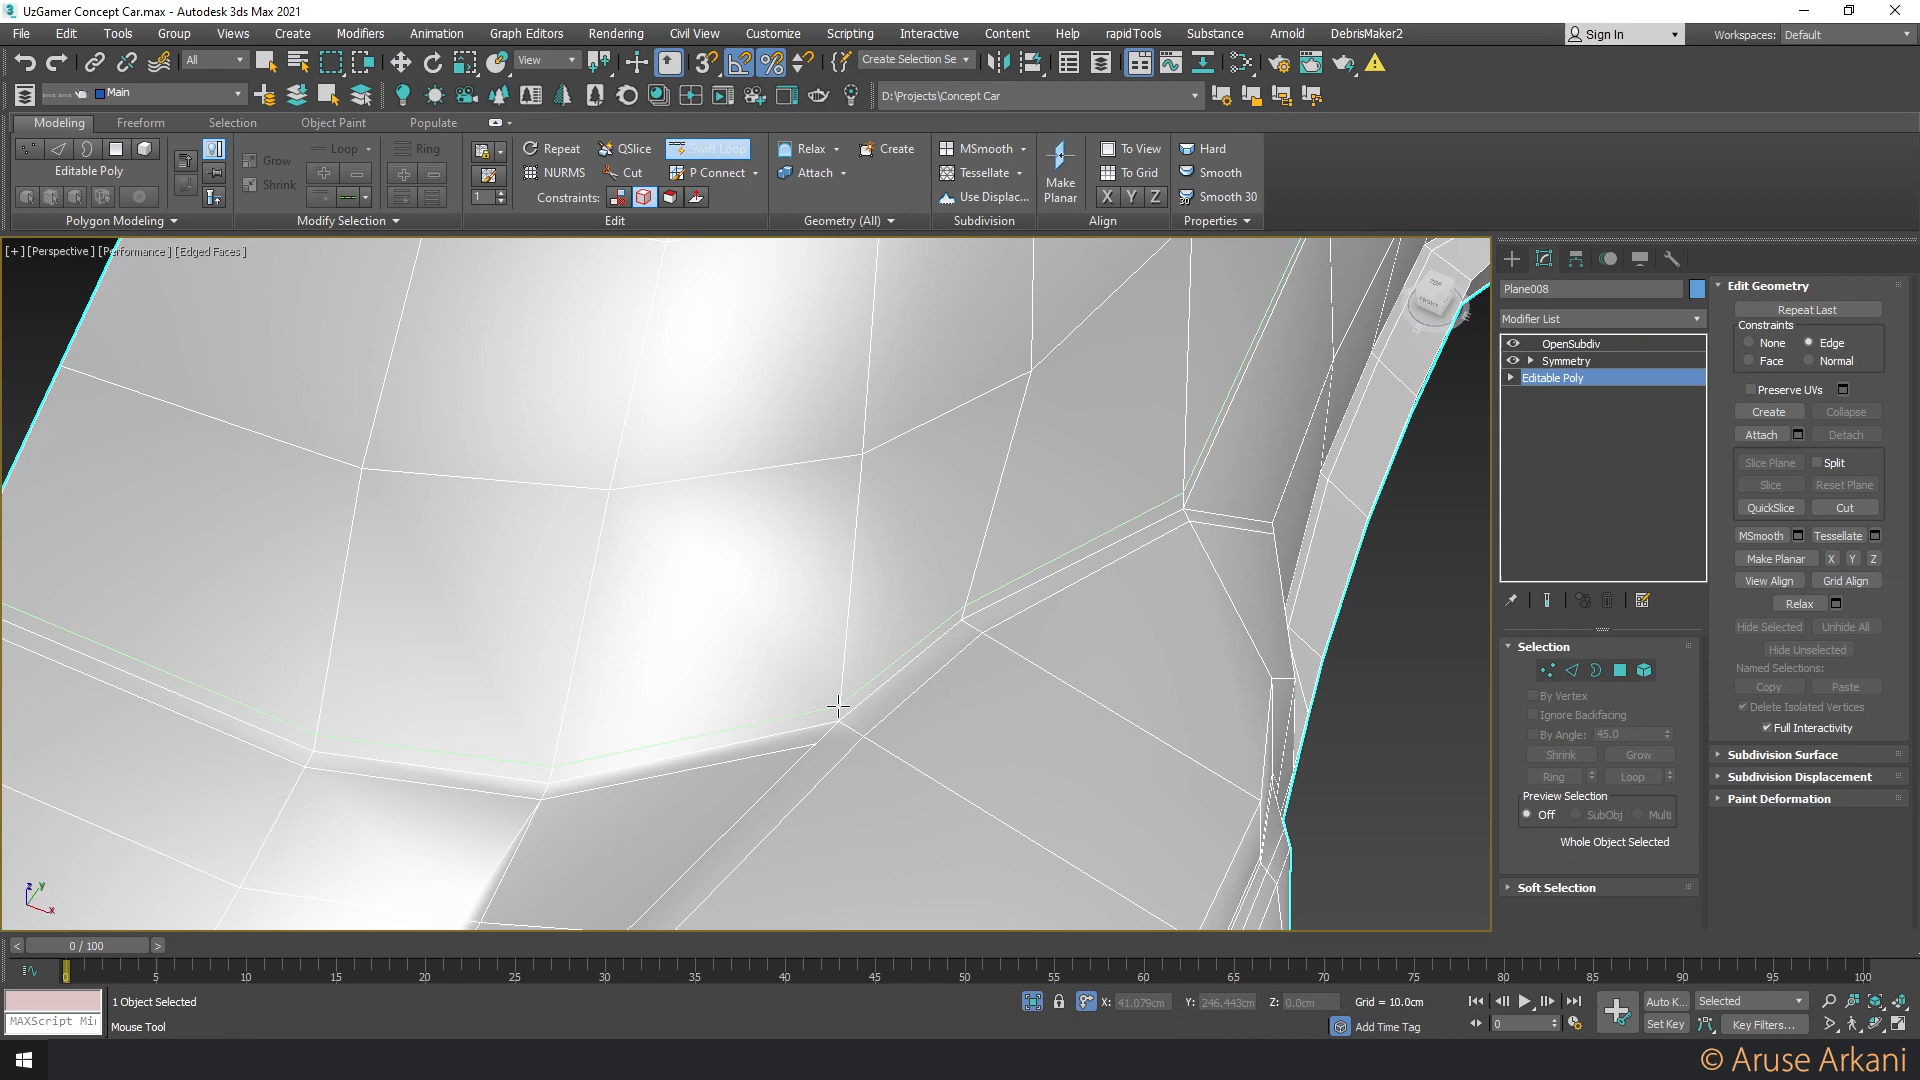 UzGamer Concept Car.max - Autodesk 3ds Max 2021
File Edit Tools Group Views Create Modifiers Animation Graph Editors Rendering Civil View Customize Scripting Interactive Content Help rapidTools Substance Arnold DebrisMaker2 Sign In Workspaces: Default
All View Create Selection Se
Main D:\Projects\Concept Car
Modeling Freeform Selection Object Paint Populate
Loop Ring Repeat QSlice Swift Loop Relax Create MSmooth To View Hard
Editable Poly Grow NURMS Cut P Connect Attach Tessellate Make Planar To Grid Smooth
Shrink 1 Constraints: Use Displac... X Y Z Smooth 30
Polygon Modeling Modify Selection Edit Geometry (All) Subdivision Align Properties
[+] [Perspective] [Performance] [Edged Faces]
TOP
FRONT
Plane008
Modifier List
OpenSubdiv
Symmetry
Editable Poly
Selection
By Vertex
Ignore Backfacing
By Angle: 45.0
Shrink Grow
Ring Loop
Preview Selection
Off SubObj Multi
Whole Object Selected
Soft Selection
Edit Geometry
Repeat Last
Constraints
None Edge
Face Normal
Preserve UVs
Create Collapse
Attach Detach
Slice Plane Split
Slice Reset Plane
QuickSlice Cut
MSmooth Tessellate
Make Planar X Y Z
View Align Grid Align
Relax
Hide Selected Unhide All
Hide Unselected
Named Selections:
Copy Paste
Delete Isolated Vertices
Full Interactivity
Subdivision Surface
Subdivision Displacement
Paint Deformation
z y x
< 0 / 100 >
0 5 10 15 20 25 30 35 40 45 50 55 60 65 70 75 80 85 90 95 100
1 Object Selected X: 41.079cm Y: 246.443cm Z: 0.0cm Grid = 10.0cm Auto K... Selected
MAXScript Mi Mouse Tool Add Time Tag 0 Set Key Key Filters...
© Aruse Arkani